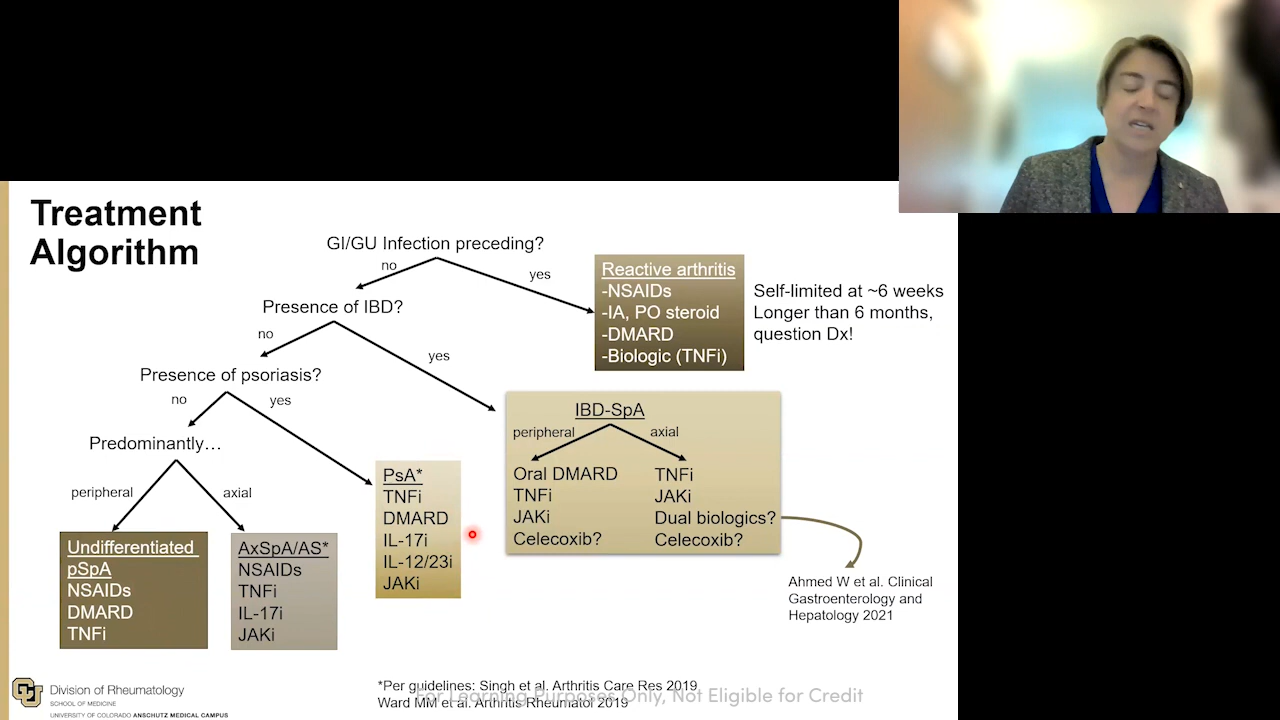 Treatment
Algorithm
GI/GU Infection preceding?
no
yes
Reactive arthritis
-NSAIDs
-IA, PO steroid
-DMARD
-Biologic (TNFi)
Self-limited at ~6 weeks
Longer than 6 months,
question Dx!
Presence of IBD?
no
yes
Presence of psoriasis?
no
yes
IBD-SpA
peripheral
axial
Oral DMARD
TNFi
JAKi
Celecoxib?
TNFi
JAKi
Dual biologics?
Celecoxib?
Ahmed W et al. Clinical
Gastroenterology and
Hepatology 2021
Predominantly…
peripheral
axial
PsA*
TNFi
DMARD
IL-17i
IL-12/23i
JAKi
Undifferentiated
pSpA
NSAIDs
DMARD
TNFi
AxSpA/AS*
NSAIDs
TNFi
IL-17i
JAKi
CU
Division of Rheumatology
SCHOOL OF MEDICINE
UNIVERSITY OF COLORADO ANSCHUTZ MEDICAL CAMPUS
*Per guidelines: Singh et al. Arthritis Care Res 2019
Ward MM et al. Arthritis Rheumatol 2019
For Learning Purposes Only, Not Eligible for Credit